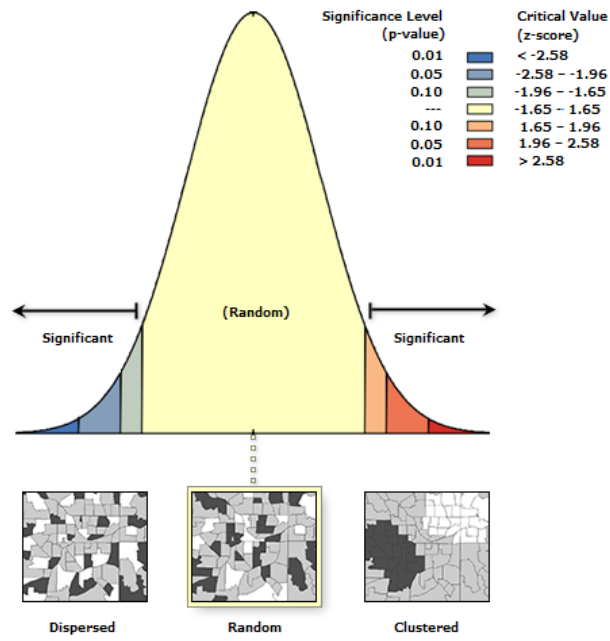 Significance Level
(p-value)
Critical Value
(z-score)
0.01 < -2.58
0.05 -2.58 – -1.96
0.10 -1.96 – -1.65
--- -1.65 – 1.65
0.10 1.65 – 1.96
0.05 1.96 – 2.58
0.01 > 2.58
(Random)
Significant
Significant
Dispersed
Random
Clustered